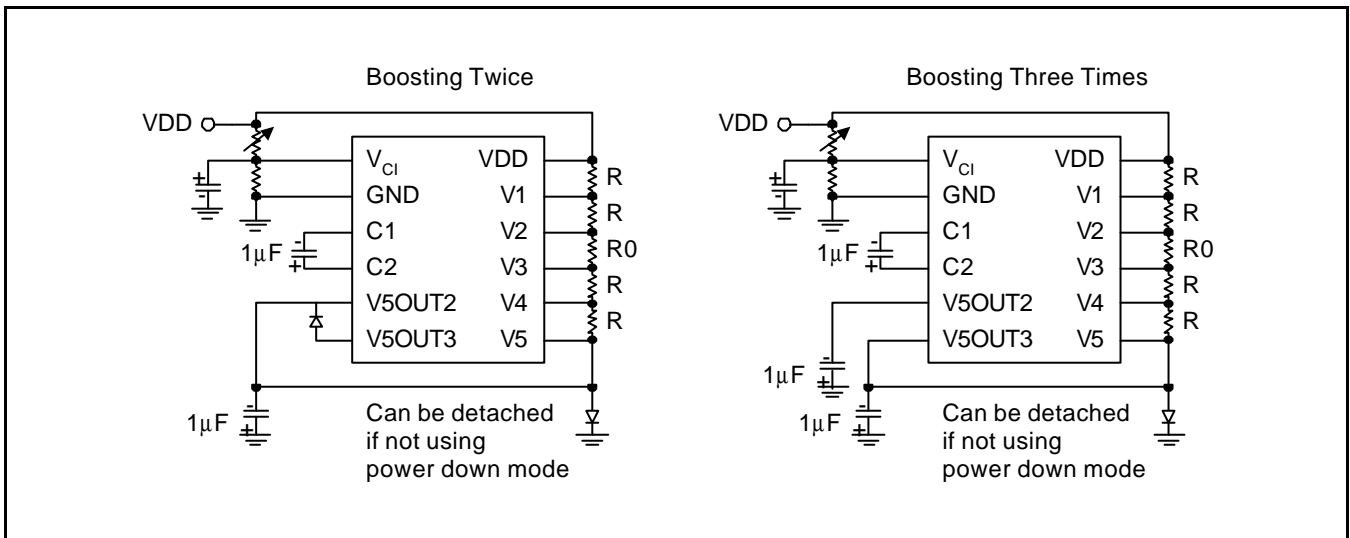 Boosting Twice
VDD
V_CI
VDD
GND
V1
C1
V2
C2
V3
V5OUT2
V4
V5OUT3
V5
R
R
R0
R
R
+
-
1μF
-
+
1μF
-
+
Can be detached
if not using
power down mode
Boosting Three Times
VDD
V_CI
VDD
GND
V1
C1
V2
C2
V3
V5OUT2
V4
V5OUT3
V5
R
R
R0
R
R
+
-
1μF
-
+
1μF
-
+
1μF
-
+
Can be detached
if not using
power down mode